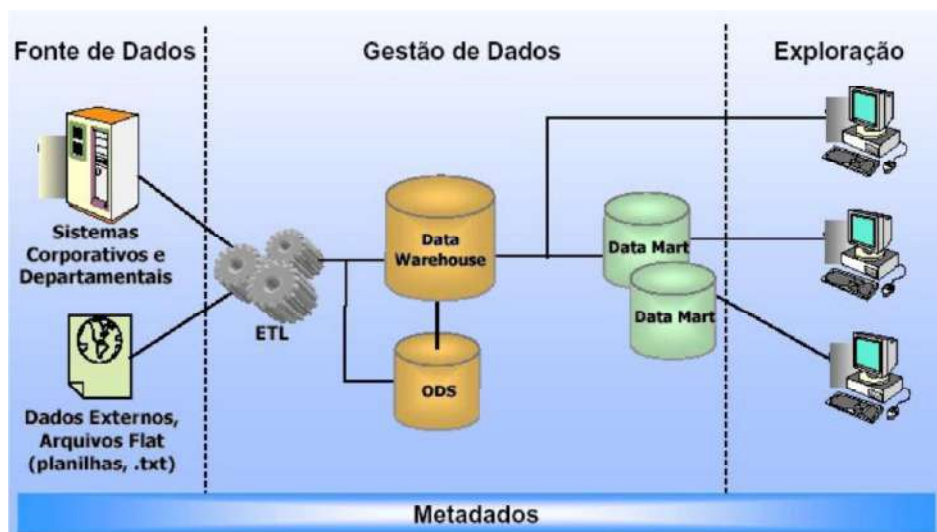 Fonte de Dados
Gestão de Dados
Exploração
Sistemas
Corporativos e
Departamentais
Dados Externos,
Arquivos Flat
(planilhas, .txt)
ETL
Data
Warehouse
ODS
Data Mart
Data Mart
Metadados